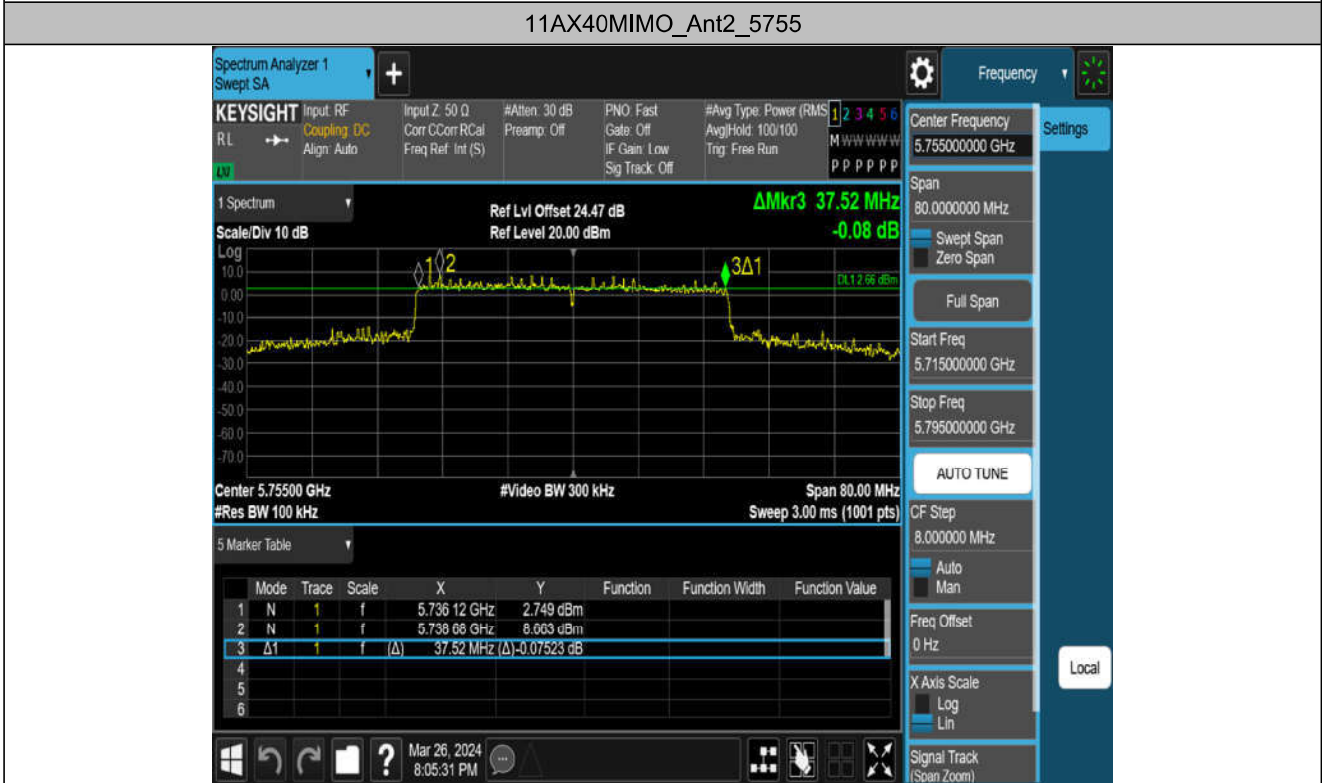 11AX40MIMO_Ant2_5755
Spectrum Analyzer 1
Swept SA
+
Frequency
KEYSIGHT
RL
LXI
Input: RF
Coupling: DC
Align: Auto
Input Z: 50 Ω
Corr CCorr RCal
Freq Ref: Int (S)
#Atten: 30 dB
Preamp: Off
PNO: Fast
Gate: Off
IF Gain: Low
Sig Track: Off
#Avg Type: Power (RMS
Avg|Hold: 100/100
Trig: Free Run
1 2 3 4 5 6
M W W W W W
P P P P P P
1 Spectrum
Scale/Div 10 dB
Ref Lvl Offset 24.47 dB
Ref Level 20.00 dBm
ΔMkr3 37.52 MHz
-0.08 dB
Log
10.0
0.00
-10.0
-20.0
-30.0
-40.0
-50.0
-60.0
-70.0
1
2
3Δ1
DL1 2.66 dBm
Center 5.75500 GHz
#Video BW 300 kHz
Span 80.00 MHz
#Res BW 100 kHz
Sweep 3.00 ms (1001 pts)
5 Marker Table
Mode Trace Scale X Y Function Function Width Function Value
1 N 1 f 5.736 12 GHz 2.749 dBm
2 N 1 f 5.738 68 GHz 8.663 dBm
3 Δ1 1 f (Δ) 37.52 MHz (Δ) -0.07523 dB
4
5
6
?
Mar 26, 2024
8:05:31 PM
Center Frequency
5.755000000 GHz
Settings
Span
80.0000000 MHz
Swept Span
Zero Span
Full Span
Start Freq
5.715000000 GHz
Stop Freq
5.795000000 GHz
AUTO TUNE
CF Step
8.000000 MHz
Auto
Man
Freq Offset
0 Hz
X Axis Scale
Log
Lin
Local
Signal Track
(Span Zoom)